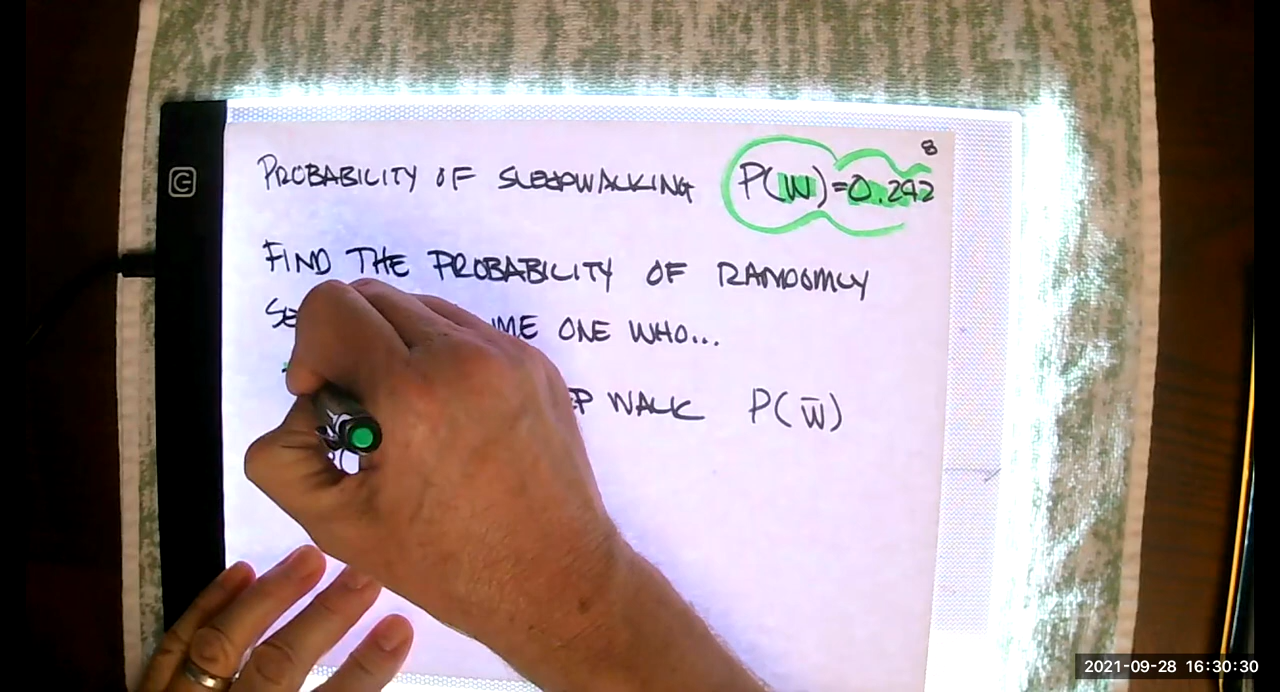 8
PROBABILITY OF SLEEPWALKING P(W)=0.292
FIND THE PROBABILITY OF RANDOMLY
ONE WHO...
WALK P(W̅)
2021-09-28 16:30:30